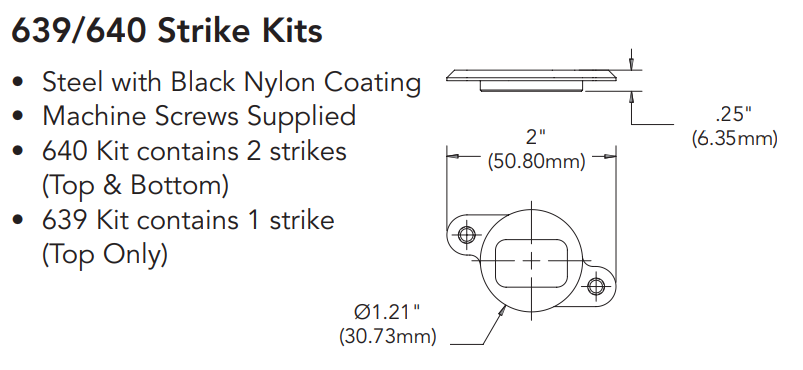 639/640 Strike Kits
• Steel with Black Nylon Coating
• Machine Screws Supplied
• 640 Kit contains 2 strikes
(Top & Bottom)
• 639 Kit contains 1 strike
(Top Only)
.25"
(6.35mm)
2"
(50.80mm)
Ø1.21"
(30.73mm)